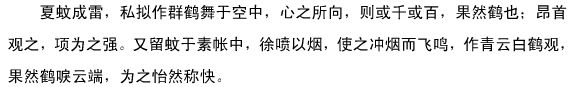 夏蚊成雷，私拟作群鹤舞于空中，心之所向，则或千或百，果然鹤也；昂首
观之，项为之强。又留蚊于素帐中，徐喷以烟，使之冲烟而飞鸣，作青云白鹤观，
果然鹤唳云端，为之怡然称快。